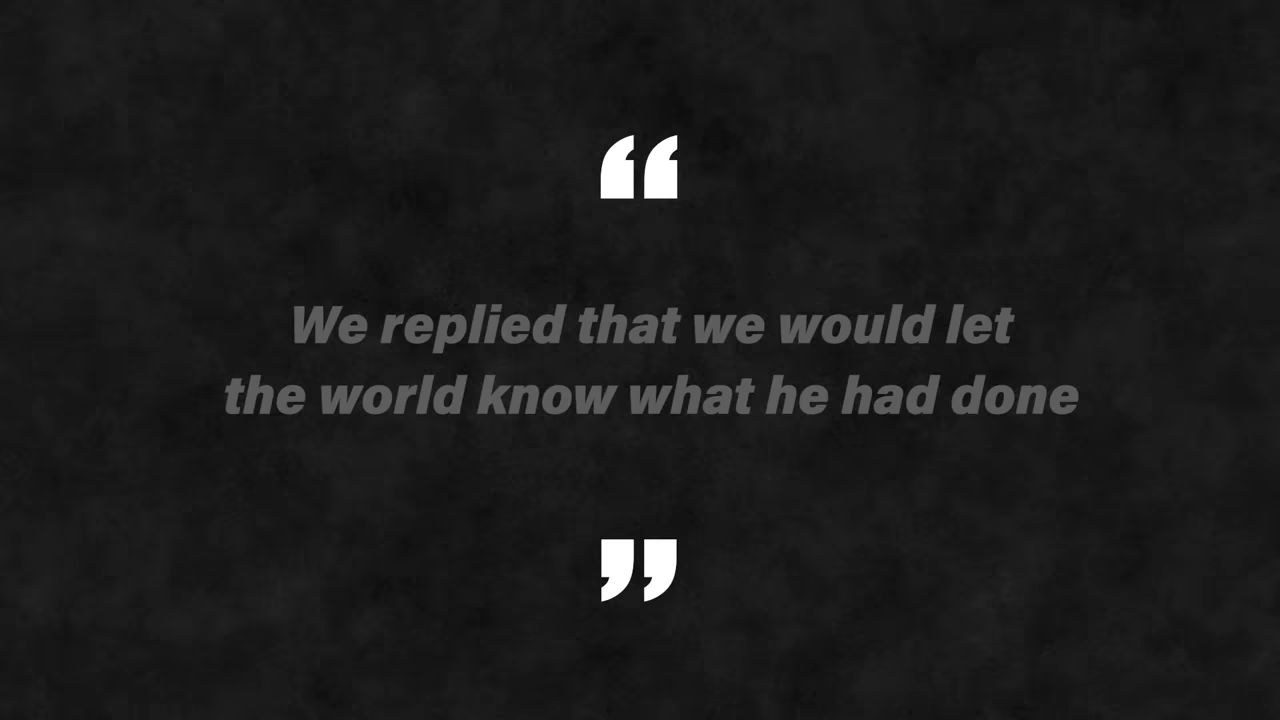 “
We replied that we would let
the world know what he had done
”